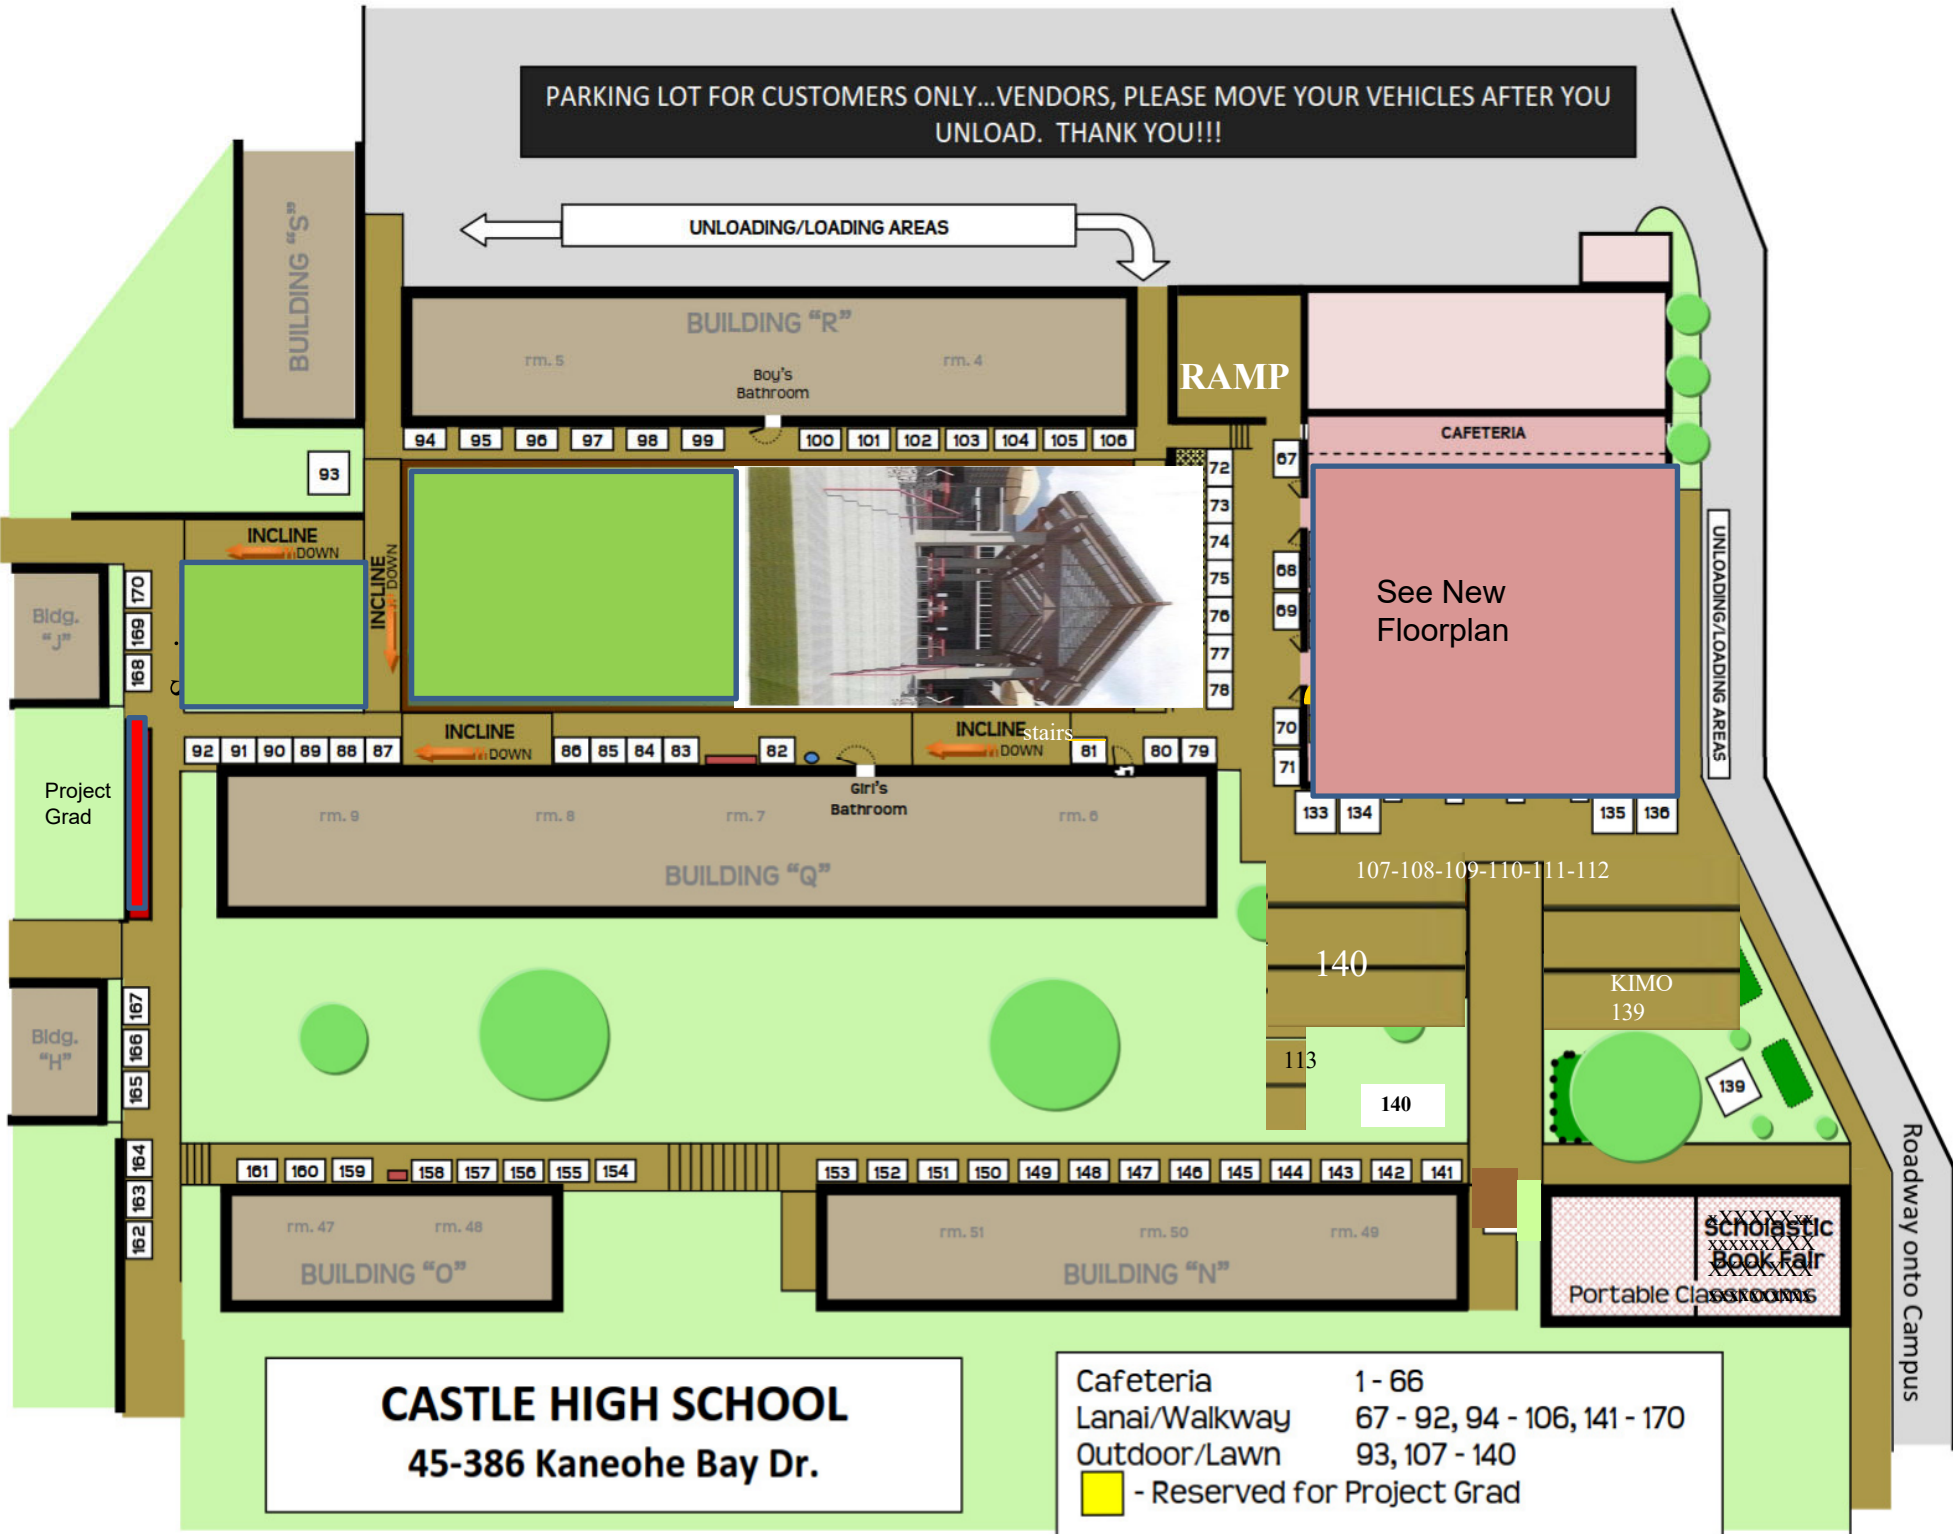 PARKING LOT FOR CUSTOMERS ONLY...VENDORS, PLEASE MOVE YOUR VEHICLES AFTER YOU
UNLOAD. THANK YOU!!!
UNLOADING/LOADING AREAS
BUILDING "S"
BUILDING "R"
rm. 5
rm. 4
Boy's
Bathroom
RAMP
CAFETERIA
94 95 96 97 98 99 100 101 102 103 104 105 106
93
67
72
73
74
75
76
77
78
68
69
70
71
See New
Floorplan
UNLOADING/LOADING AREAS
INCLINE
DOWN
INCLINE
DOWN
Bldg.
"J"
170
169
168
INCLINE
DOWN
INCLINE
stairs
DOWN
92 91 90 89 88 87 86 85 84 83 82 81 80 79
Girl's
Bathroom
rm. 9
rm. 8
rm. 7
rm. 6
BUILDING "Q"
Project
Grad
133 134 135 136
107-108-109-110-111-112
140
KIMO
139
113
140
139
Bldg.
"H"
167
166
165
164
163
162
161 160 159 158 157 156 155 154 153 152 151 150 149 148 147 146 145 144 143 142 141
rm. 47
rm. 48
BUILDING "O"
rm. 51
rm. 50
rm. 49
BUILDING "N"
Scholastic
Book Fair
Portable Classrooms
Roadway onto Campus
CASTLE HIGH SCHOOL
45-386 Kaneohe Bay Dr.
Cafeteria 1 - 66
Lanai/Walkway 67 - 92, 94 - 106, 141 - 170
Outdoor/Lawn 93, 107 - 140
- Reserved for Project Grad